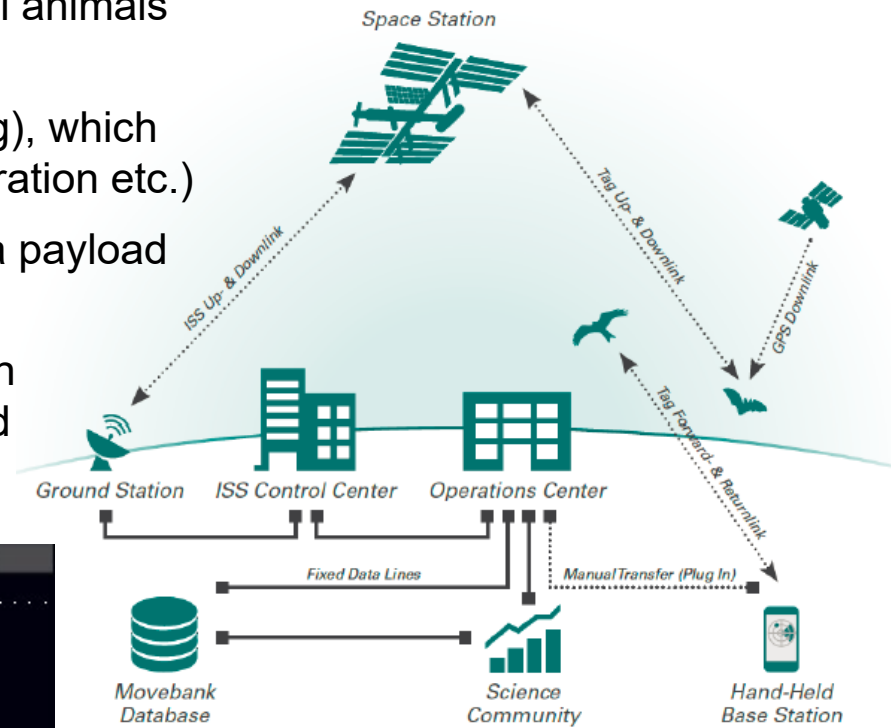 l animals
g), which
ration etc.)
a payload
n
d
Space Station
ISS Up- & Downlink
Tag Up- & Downlink
GPS Downlink
Tag Forward- & Returnlink
Ground Station
ISS Control Center
Operations Center
Fixed Data Lines
Manual Transfer (Plug In)
Movebank
Database
Science
Community
Hand-Held
Base Station